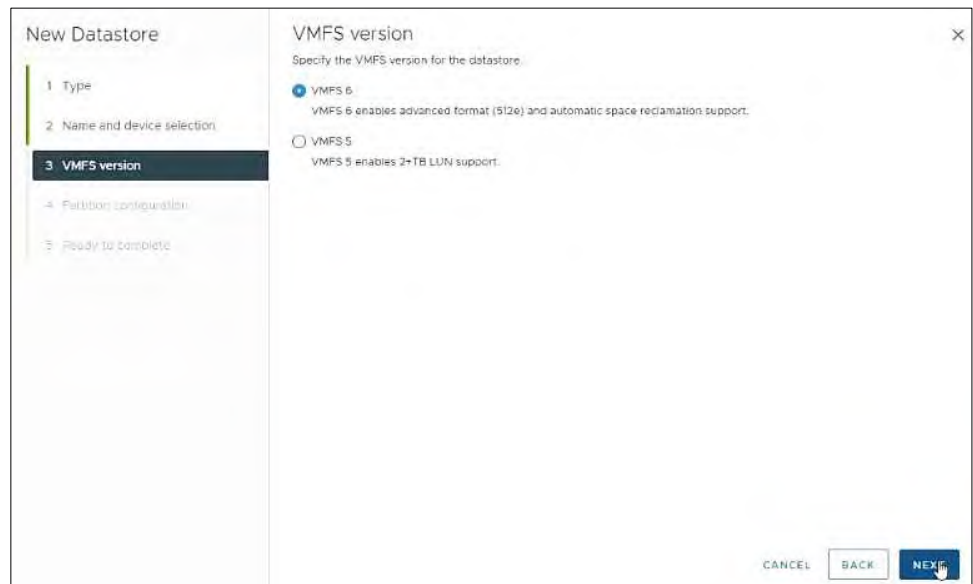 New Datastore
1 Type
2 Name and device selection
3 VMFS version
4 Partition configuration
5 Ready to complete
VMFS version
Specify the VMFS version for the datastore.
VMFS 6
VMFS 6 enables advanced format (512e) and automatic space reclamation support.
VMFS 5
VMFS 5 enables 2+TB LUN support.
CANCEL BACK NEXT